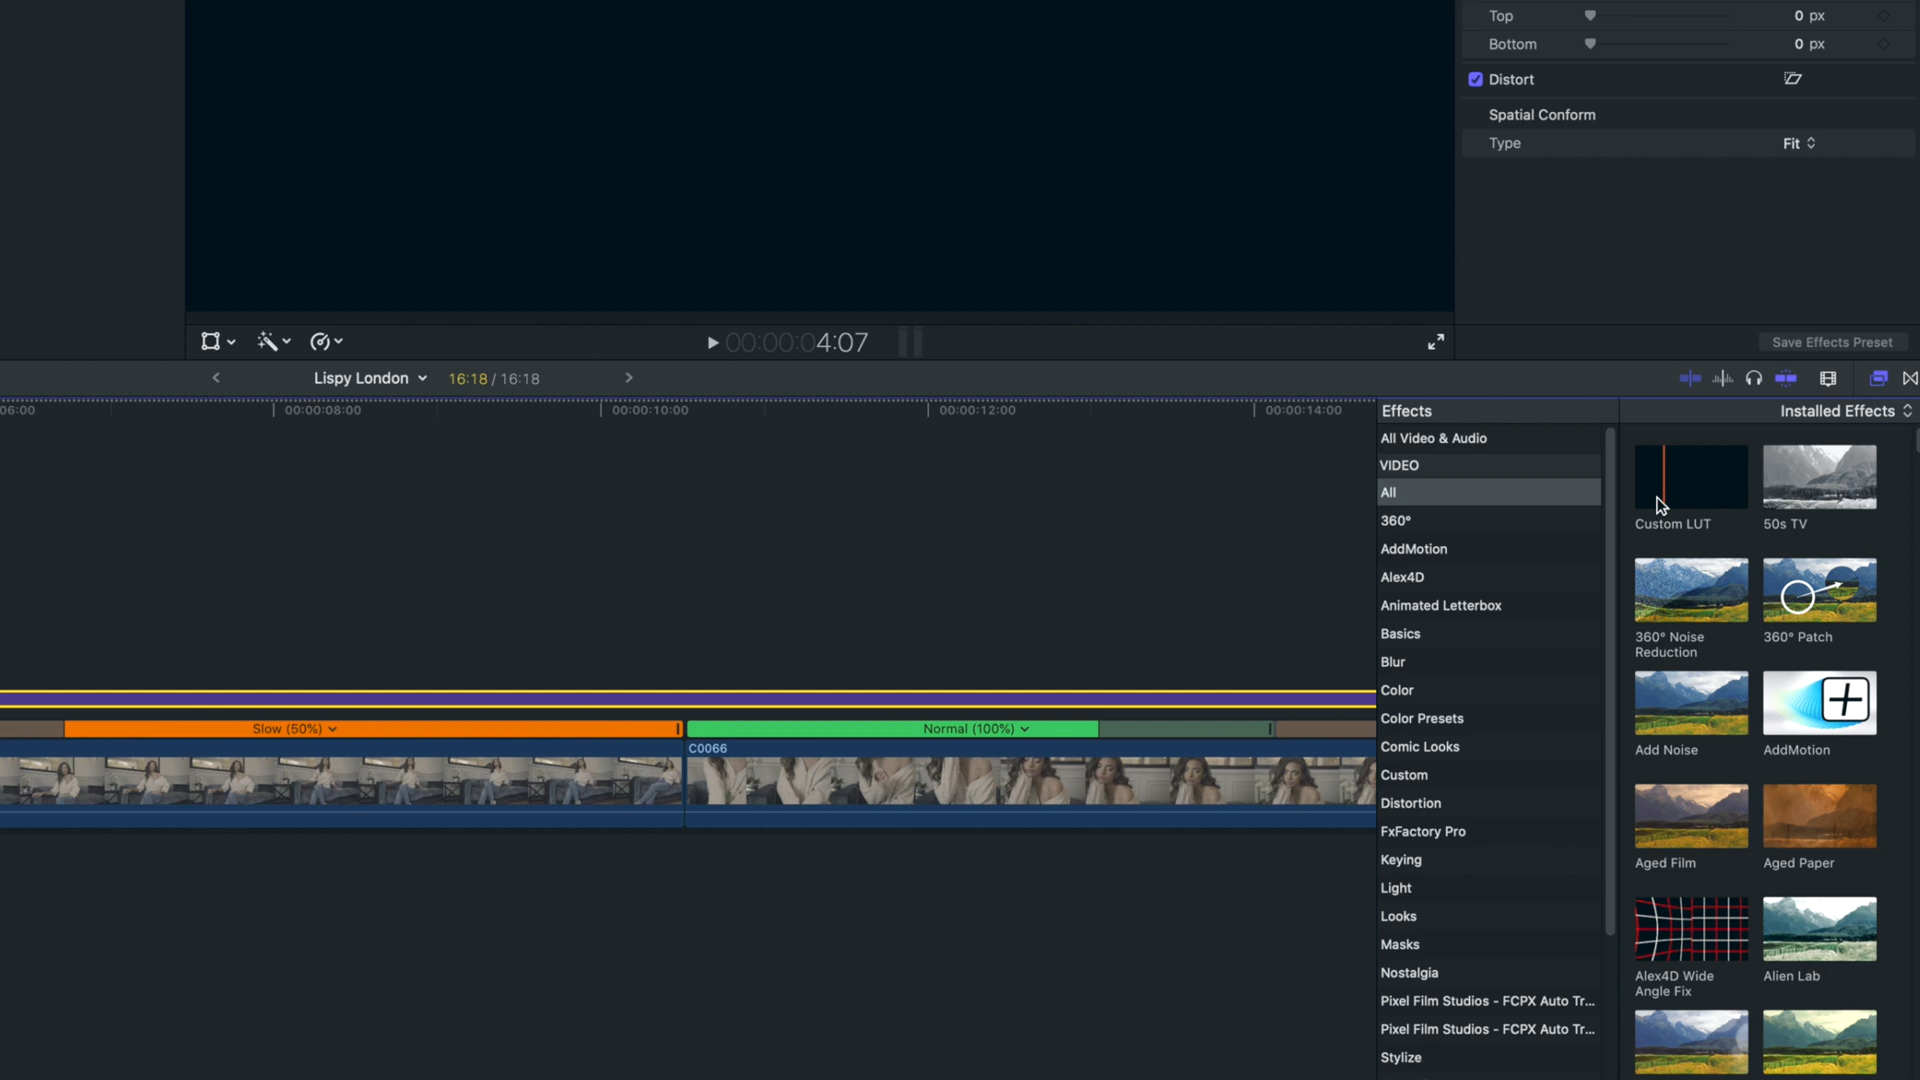 Top 0 px
Bottom 0 px
Distort
Spatial Conform
Type Fit
00:00:04:07
Save Effects Preset
Lispy London 16:18 / 16:18
06:00 00:00:08:00 00:00:10:00 00:00:12:00 00:00:14:00
Effects
Installed Effects
All Video & Audio
VIDEO
All
360°
AddMotion
Alex4D
Animated Letterbox
Basics
Blur
Color
Color Presets
Comic Looks
Custom
Distortion
FxFactory Pro
Keying
Light
Looks
Masks
Nostalgia
Pixel Film Studios - FCPX Auto Tr...
Pixel Film Studios - FCPX Auto Tr...
Stylize
Custom LUT
50s TV
360° Noise
Reduction
360° Patch
Add Noise
AddMotion
Aged Film
Aged Paper
Alex4D Wide
Angle Fix
Alien Lab
Slow (50%)
Normal (100%)
C0066